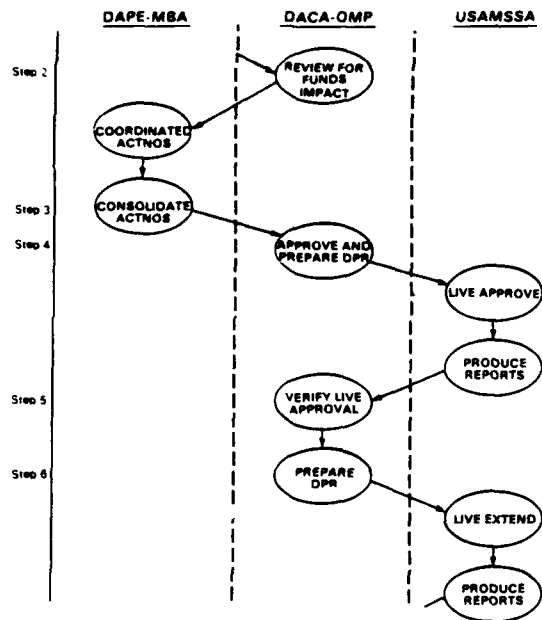 DAPE-MBA
DACA-OMP
USAMSSA
Step 2
REVIEW FOR
FUNDS
IMPACT
COORDINATED
ACTNOS
Step 3
CONSOLIDATE
ACTNOS
Step 4
APPROVE AND
PREPARE DPR
LIVE APPROVE
PRODUCE
REPORTS
Step 5
VERIFY LIVE
APPROVAL
Step 6
PREPARE
DPR
LIVE EXTEND
PRODUCE
REPORTS